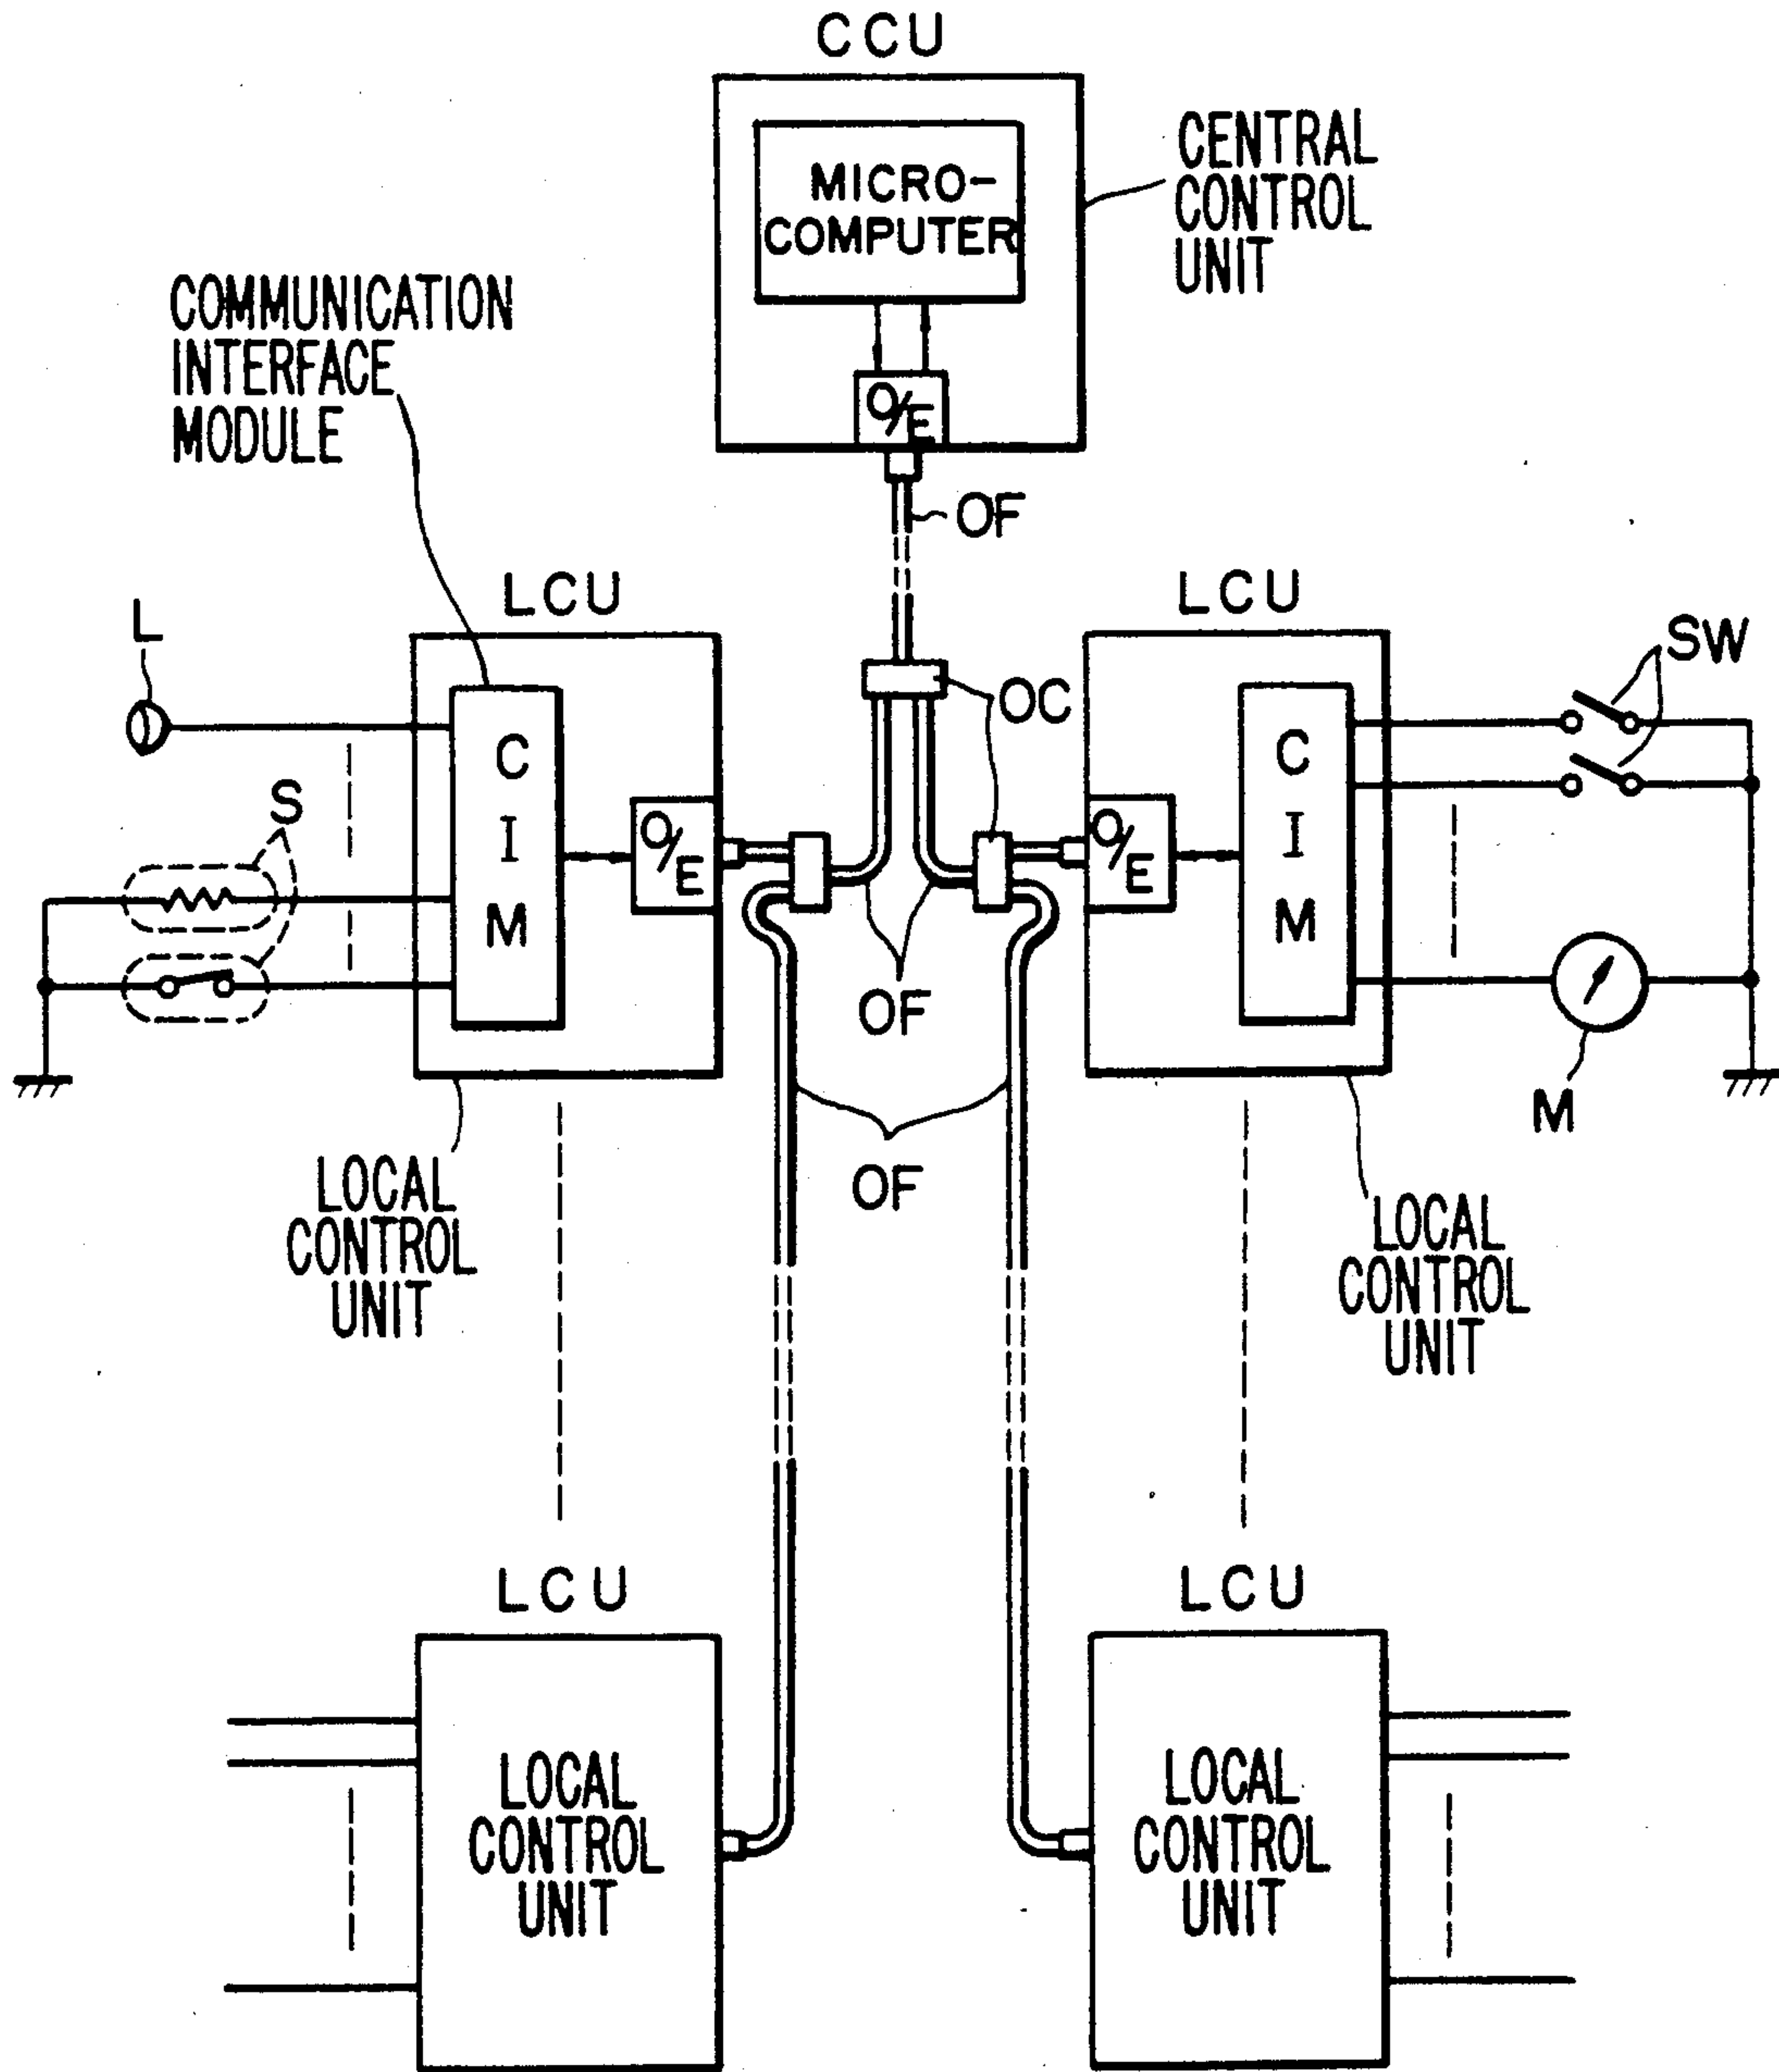 CCU
MICRO-
COMPUTER
O/E
CENTRAL
CONTROL
UNIT
COMMUNICATION
INTERFACE
MODULE
OF
LCU
LCU
L
S
C
I
M
O/E
OC
O/E
C
I
M
SW
OF
M
OF
LOCAL
CONTROL
UNIT
LOCAL
CONTROL
UNIT
LCU
LCU
LOCAL
CONTROL
UNIT
LOCAL
CONTROL
UNIT